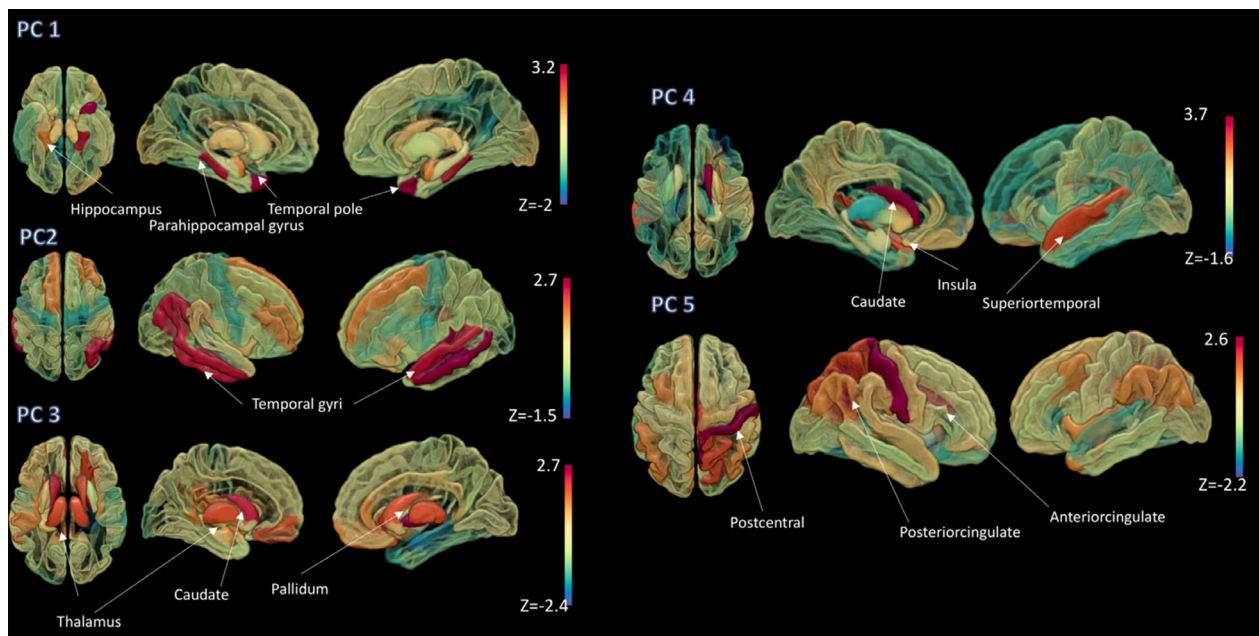 PC 1
3.2
Z=-2
Hippocampus
Parahippocampal gyrus
Temporal pole
PC2
2.7
Z=-1.5
Temporal gyri
PC 3
2.7
Z=-2.4
Thalamus
Caudate
Pallidum
PC 4
3.7
Z=-1.6
Caudate
Insula
Superiortemporal
PC 5
2.6
Z=-2.2
Postcentral
Posteriorcingulate
Anteriorcingulate